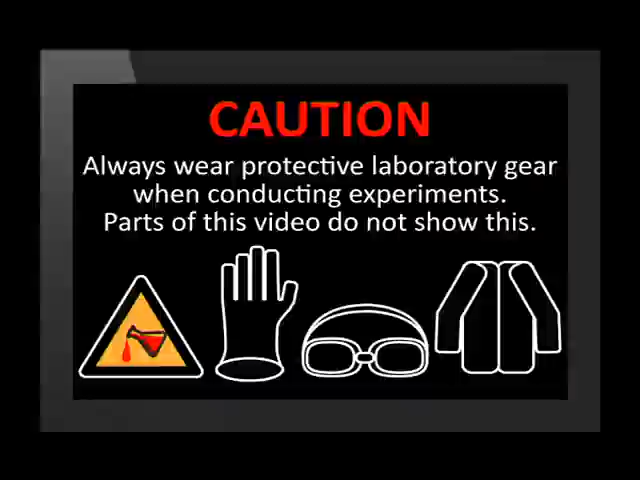 CAUTION
Always wear protective laboratory gear
when conducting experiments.
Parts of this video do not show this.